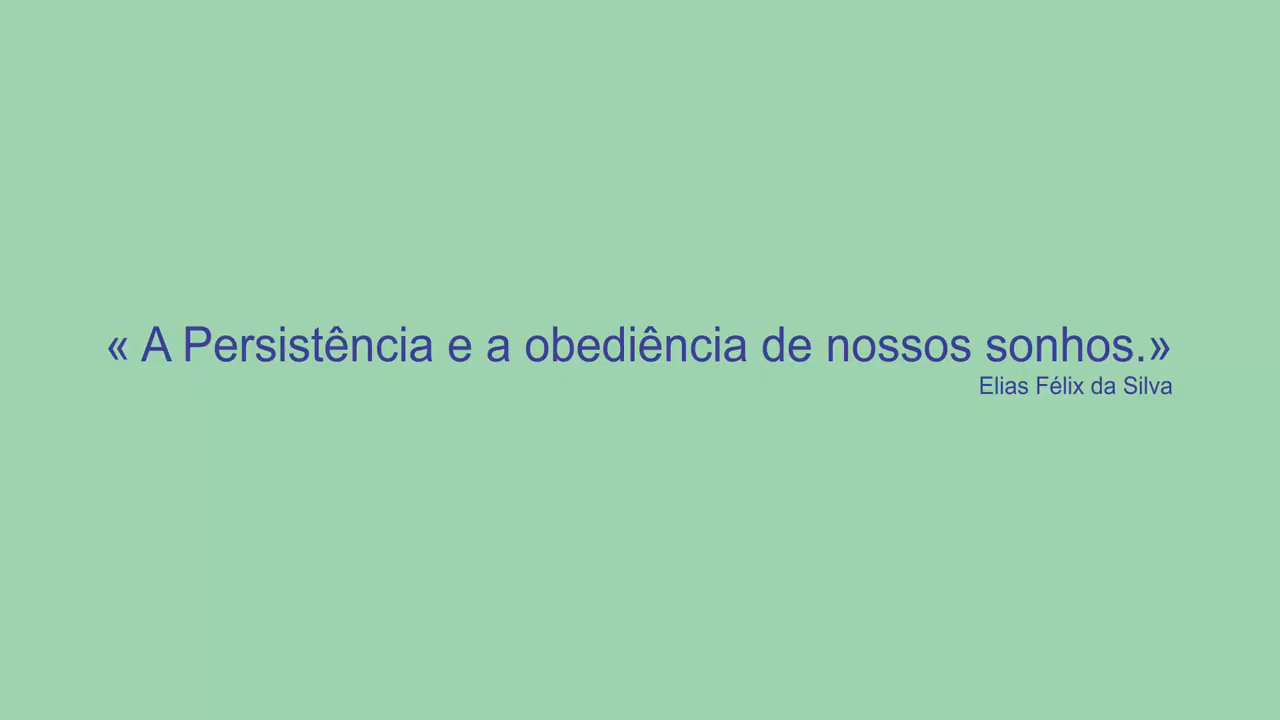 « A Persistência e a obediência de nossos sonhos.»
Elias Félix da Silva